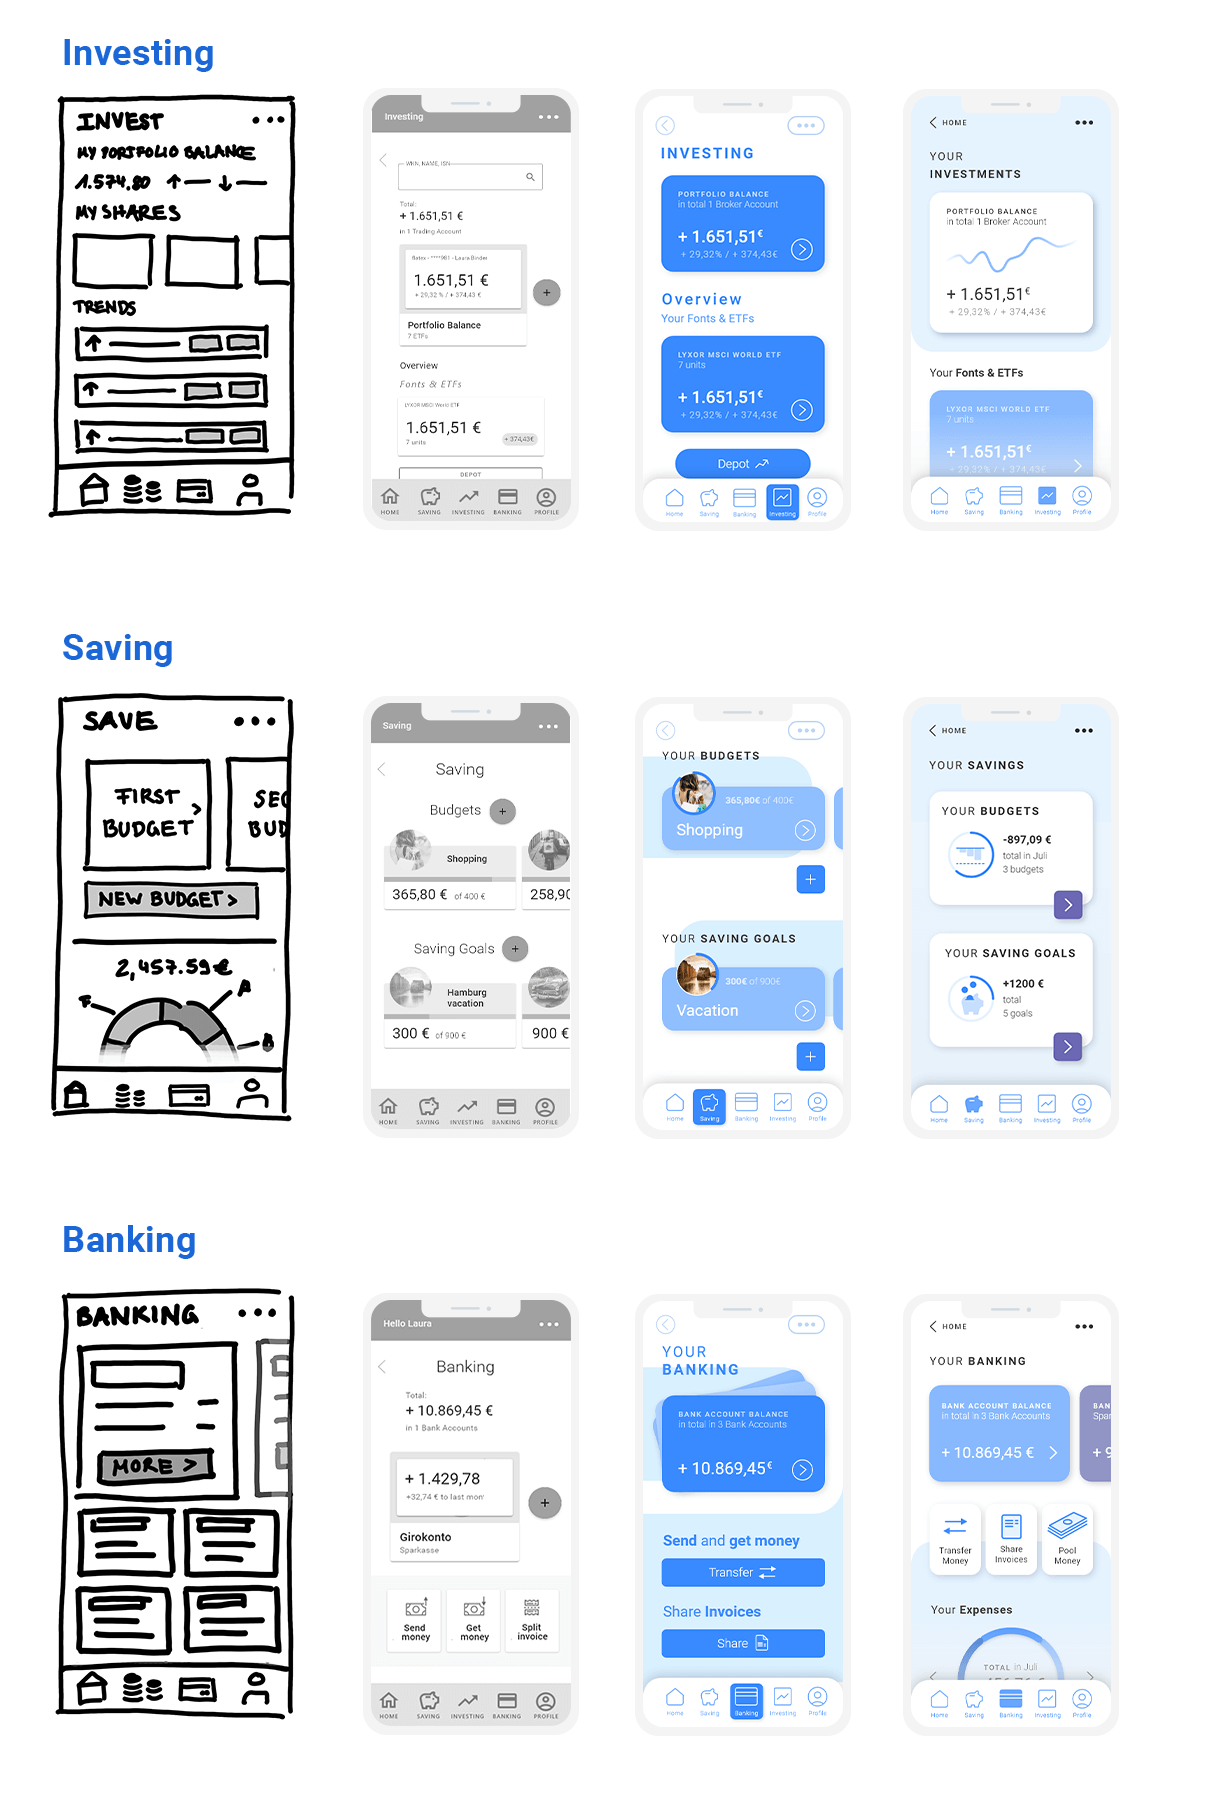 Investing
INVEST
MY PORTFOLIO BALANCE
1.574,80
MY SHARES
TRENDS
Investing
WKN, NAME, ISN
Total:
+ 1.651,51 €
in 1 Trading Account
Retro - ****981 - Laura Binder
1.651,51 €
+ 29,32 % / + 374,43 €
+
Portfolio Balance
7 ETFs
Overview
Fonts & ETFs
LYXOR MSCI World ETF
1.651,51 €
7 units
+ 374,43€
DEPOT
HOME SAVING INVESTING BANKING PROFILE
INVESTING
PORTFOLIO BALANCE
in total 1 Broker Account
+ 1.651,51€
+ 29,32% / + 374,43€
Overview
Your Fonts & ETFs
LYXOR MSCI WORLD ETF
7 units
+ 1.651,51€
+ 29,32% / + 374,43€
Depot
Home Saving Banking Investing Profile
HOME
YOUR
INVESTMENTS
PORTFOLIO BALANCE
in total 1 Broker Account
+ 1.651,51€
+ 29,32% / + 374,43€
Your Fonts & ETFs
LYXOR MSCI WORLD ETF
7 units
+ 1.651,51€
+ 29,32% / + 374,43€
Home Saving Banking Investing Profile
Saving
SAVE
FIRST
BUDGET >
SEC
BUD
NEW BUDGET >
2,457.59€
F
A
B
Saving
Saving
Budgets +
Shopping
365,80 € of 400 €
258,90
Saving Goals +
Hamburg
vacation
300 € of 900 €
900 €
HOME SAVING INVESTING BANKING PROFILE
YOUR BUDGETS
365,80€ of 400€
Shopping
+
YOUR SAVING GOALS
300€ of 900€
Vacation
+
Home Saving Banking Investing Profile
HOME
YOUR SAVINGS
YOUR BUDGETS
-897,09 €
total in Juli
3 budgets
YOUR SAVING GOALS
+1200 €
total
5 goals
Home Saving Banking Investing Profile
Banking
BANKING
MORE >
Hello Laura
Banking
Total:
+ 10.869,45 €
in 1 Bank Accounts
+ 1.429,78
+32,74 € to last mon
+
Girokonto
Sparkasse
Send
money
Get
money
Split
invoice
HOME SAVING INVESTING BANKING PROFILE
YOUR
BANKING
BANK ACCOUNT BALANCE
in total in 3 Bank Accounts
+ 10.869,45€
Send and get money
Transfer
Share Invoices
Share
Home Saving Banking Investing Profile
HOME
YOUR BANKING
BANK ACCOUNT BALANCE
in total in 3 Bank Accounts
+ 10.869,45 €
BAN
Spar
+ 9
Transfer
Money
Share
Invoices
Pool
Money
Your Expenses
TOTAL in Juli
Home Saving Banking Investing Profile